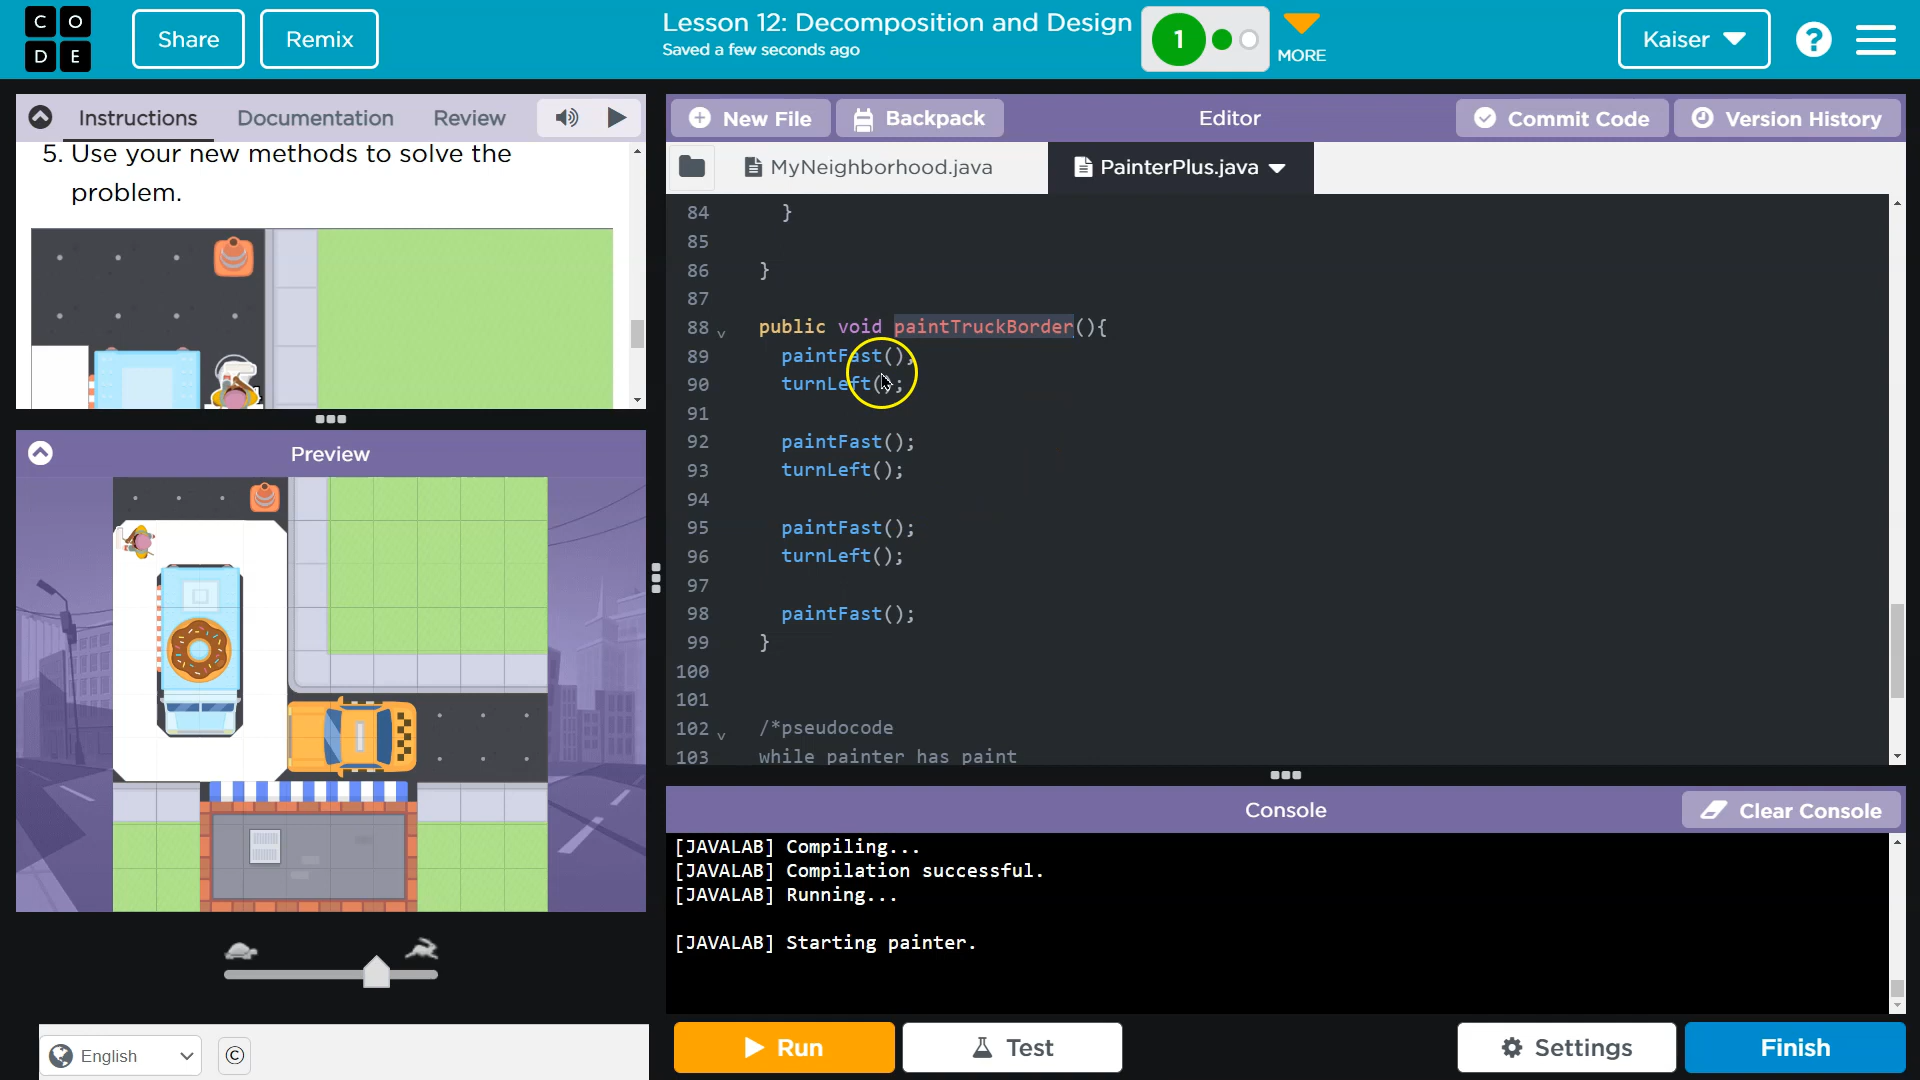 C O
D E
Share
Remix
Lesson 12: Decomposition and Design
Saved a few seconds ago
1
MORE
Kaiser
?
Instructions
Documentation
Review
New File
Backpack
Editor
Commit Code
Version History
5. Use your new methods to solve the
problem.
MyNeighborhood.java
PainterPlus.java
84 }
85
86 }
87
88 public void paintTruckBorder(){
89 paintFast();
90 turnLeft();
91
92 paintFast();
93 turnLeft();
94
95 paintFast();
96 turnLeft();
97
98 paintFast();
99 }
100
101
102 /*pseudocode
103 while painter has paint
Preview
Console
Clear Console
[JAVALAB] Compiling...
[JAVALAB] Compilation successful.
[JAVALAB] Running...
[JAVALAB] Starting painter.
English
©
Run
Test
Settings
Finish